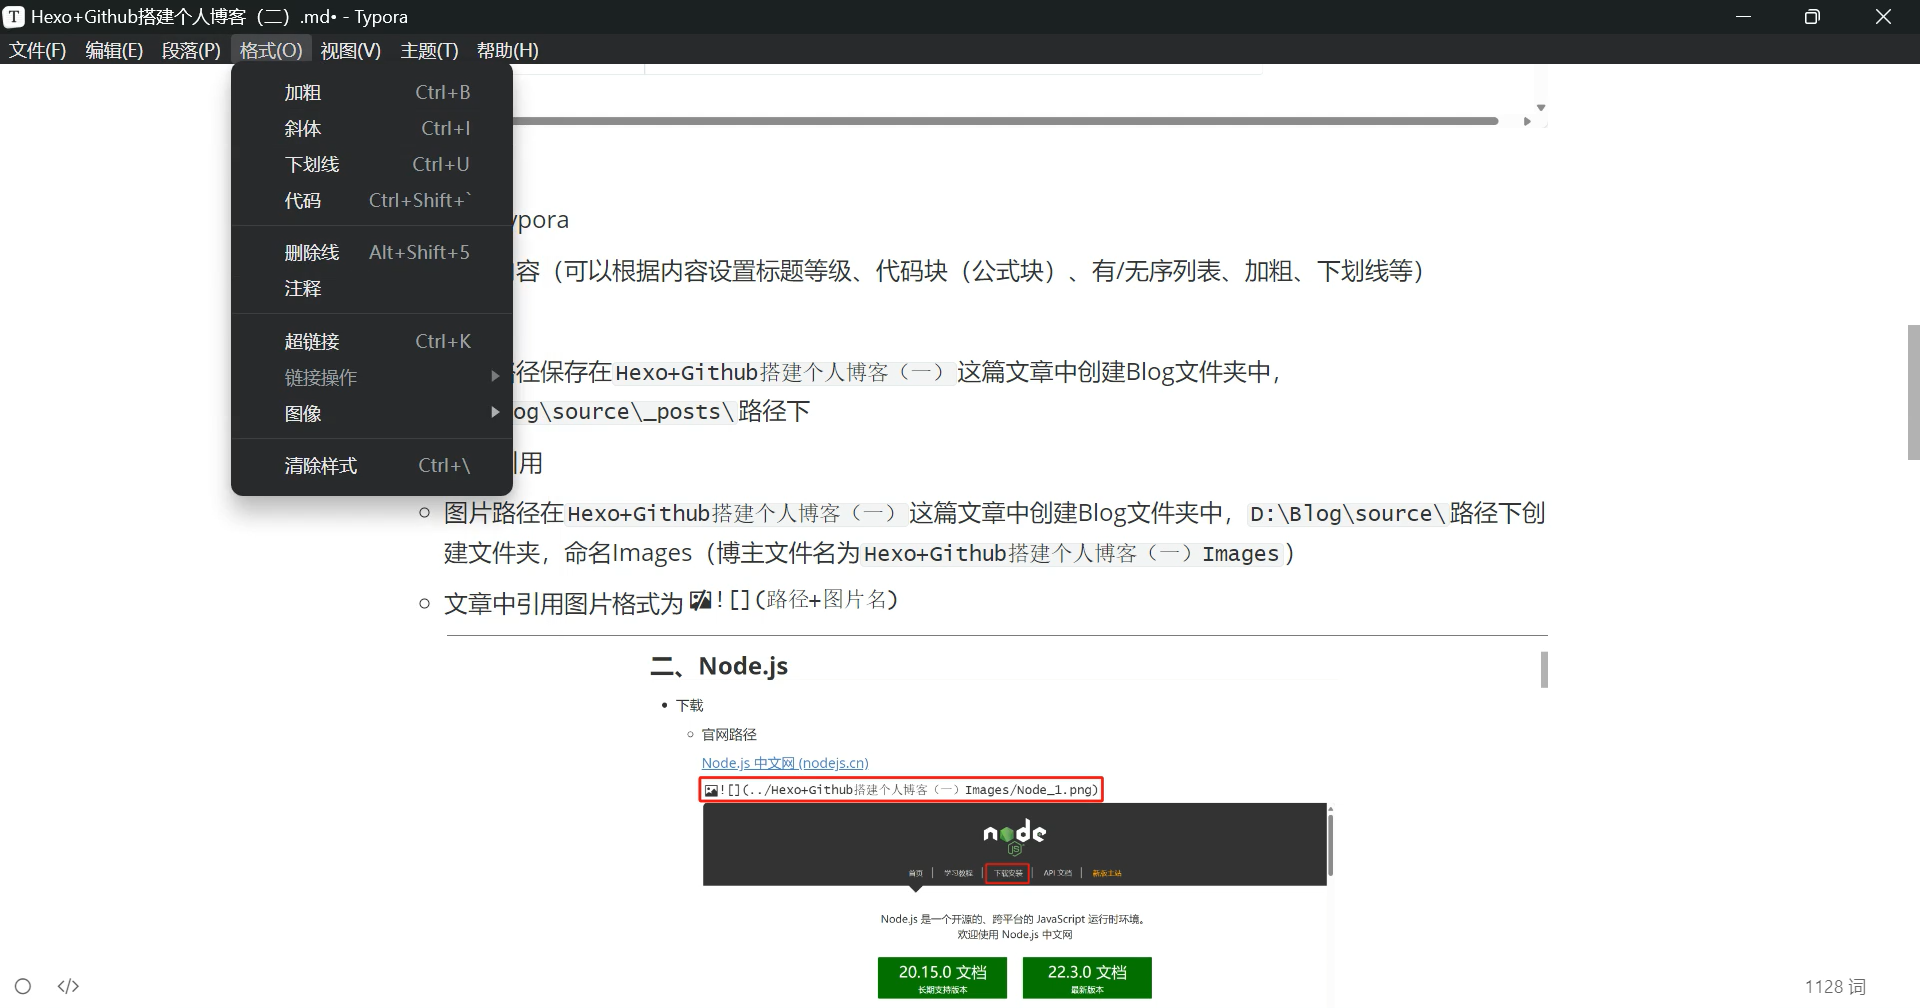 Hexo+Github搭建个人博客（二）.md• - Typora
文件(F) 编辑(E) 段落(P) 格式(O) 视图(V) 主题(T) 帮助(H)
加粗 Ctrl+B
斜体 Ctrl+I
下划线 Ctrl+U
代码 Ctrl+Shift+`
删除线 Alt+Shift+5
注释
超链接 Ctrl+K
链接操作
图像
清除样式 Ctrl+\
ypora
容（可以根据内容设置标题等级、代码块（公式块）、有/无序列表、加粗、下划线等）
径保存在Hexo+Github搭建个人博客（一）这篇文章中创建Blog文件夹中，
og\source\_posts\路径下
引用
图片路径在Hexo+Github搭建个人博客（一）这篇文章中创建Blog文件夹中，D:\Blog\source\路径下创
建文件夹，命名Images（博主文件名为Hexo+Github搭建个人博客（一）Images）
文章中引用图片格式为![](路径+图片名)
二、Node.js
下载
官网路径
Node.js 中文网 (nodejs.cn)
![](../Hexo+Github搭建个人博客（一）Images/Node_1.png)
node
JS
首页 学习教程 下载安装 API 文档 新版主站
Node.js 是一个开源的、跨平台的 JavaScript 运行时环境。
欢迎使用 Node.js 中文网
20.15.0 文档 22.3.0 文档
长期支持版本 最新版本
</>
1128 词